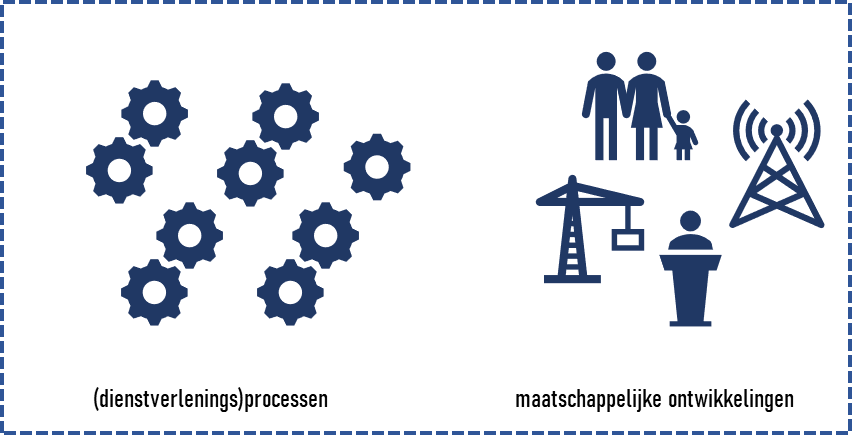 (dienstverlenings)processen
maatschappelijke ontwikkelingen